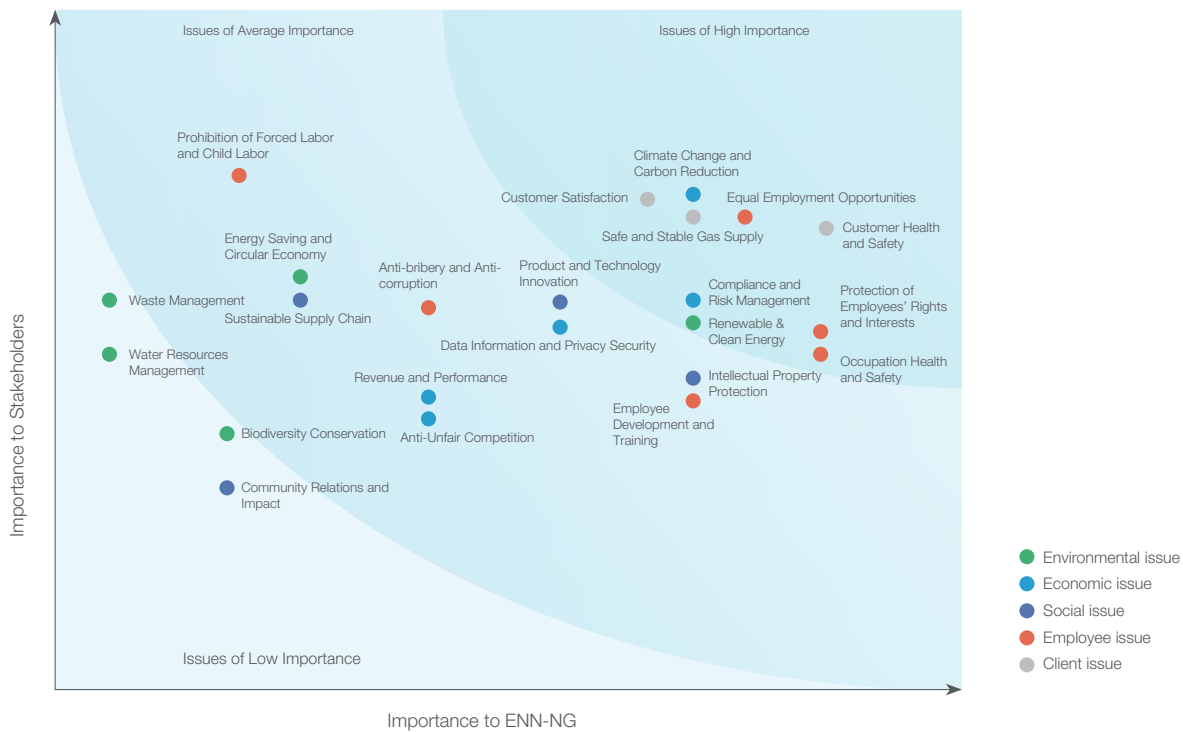 Issues of Average Importance
Issues of High Importance
Prohibition of Forced Labor
and Child Labor
Climate Change and
Carbon Reduction
Customer Satisfaction
Equal Employment Opportunities
Safe and Stable Gas Supply
Customer Health
and Safety
Energy Saving and
Circular Economy
Anti-bribery and Anti-
corruption
Product and Technology
Innovation
Compliance and
Risk Management
Protection of
Employees’ Rights
and Interests
Waste Management
Sustainable Supply Chain
Renewable &
Clean Energy
Data Information and Privacy Security
Water Resources
Management
Occupation Health
and Safety
Revenue and Performance
Intellectual Property
Protection
Employee
Development and
Training
Biodiversity Conservation
Anti-Unfair Competition
Community Relations and
Impact
Issues of Low Importance
Importance to Stakeholders
Importance to ENN-NG
Environmental issue
Economic issue
Social issue
Employee issue
Client issue